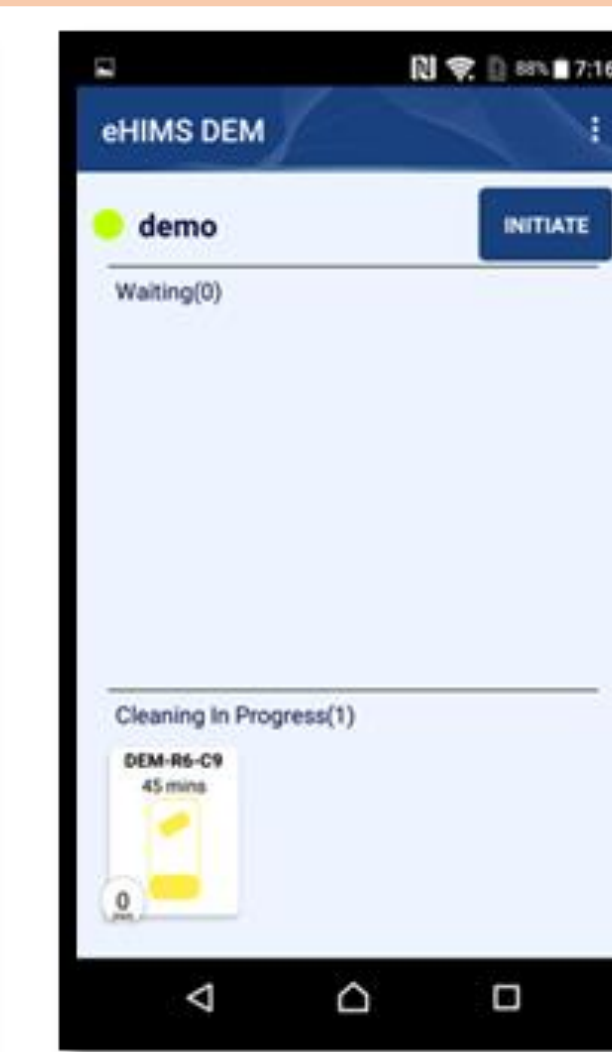 88% 7:16
eHIMS DEM
demo
INITIATE
Waiting(0)
Cleaning In Progress(1)
DEM-R6-C9
45 mins
0